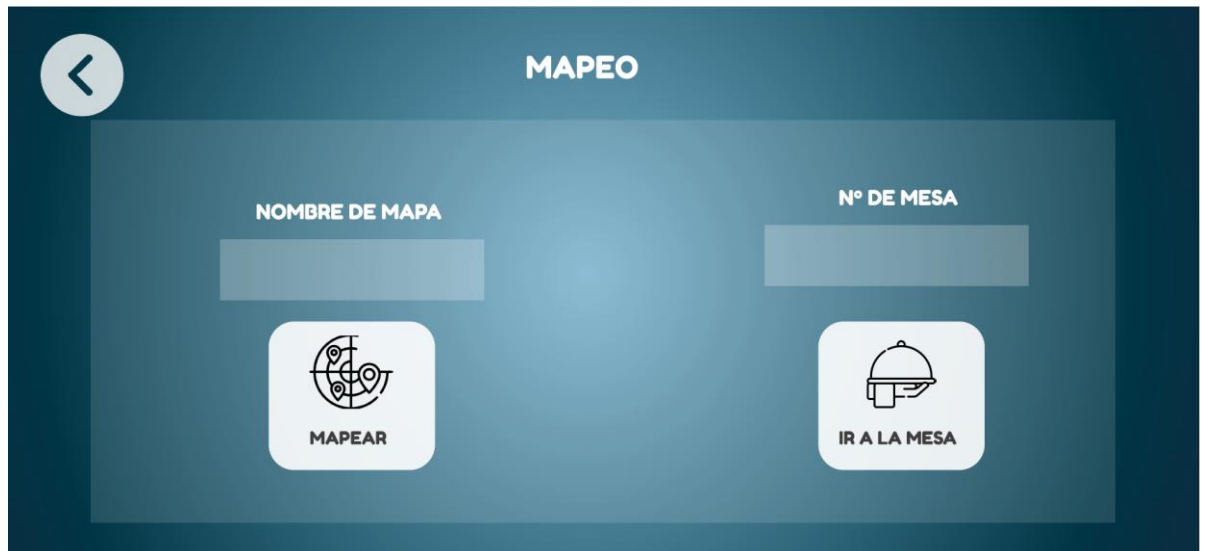 MAPEO
NOMBRE DE MAPA
Nº DE MESA
MAPEAR
IR A LA MESA